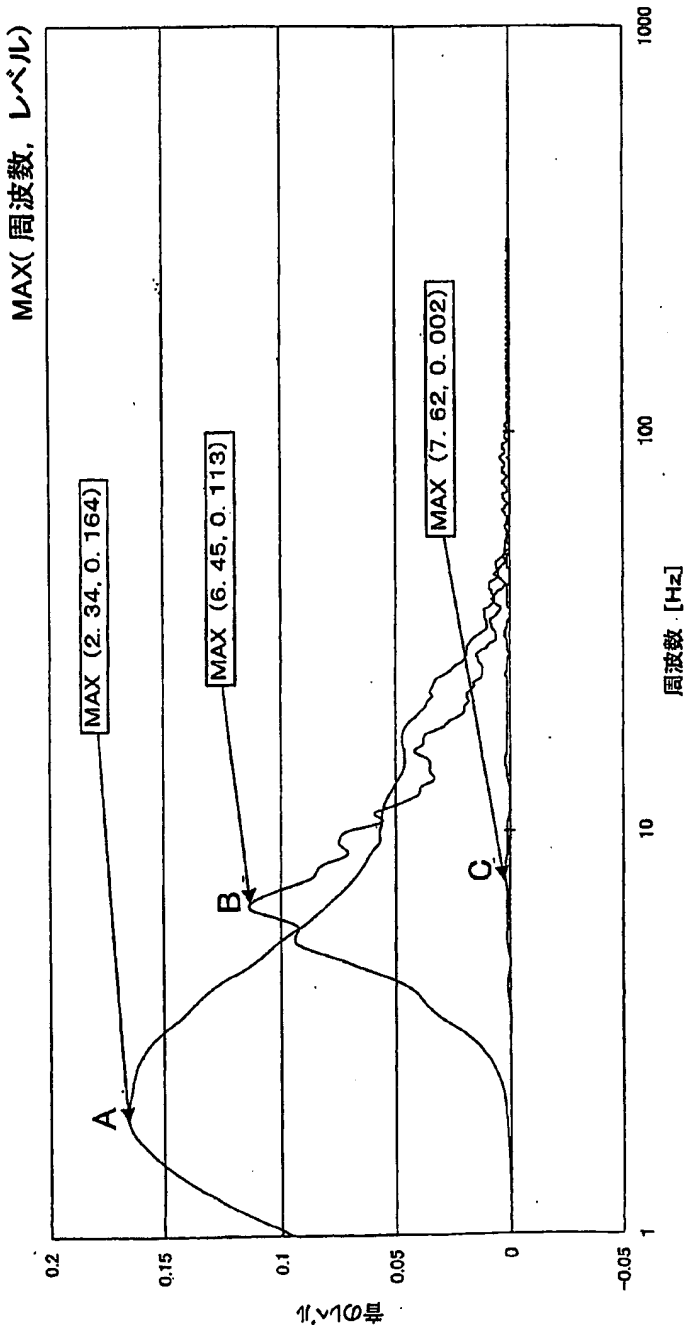 MAX(周波数, レベル)
MAX (2. 34, 0. 164)
MAX (6. 45, 0. 113)
MAX (7. 62, 0. 002)
A
B
C
音のレベル
0.2
0.15
0.1
0.05
0
-0.05
1
10
100
1000
周波数 [Hz]